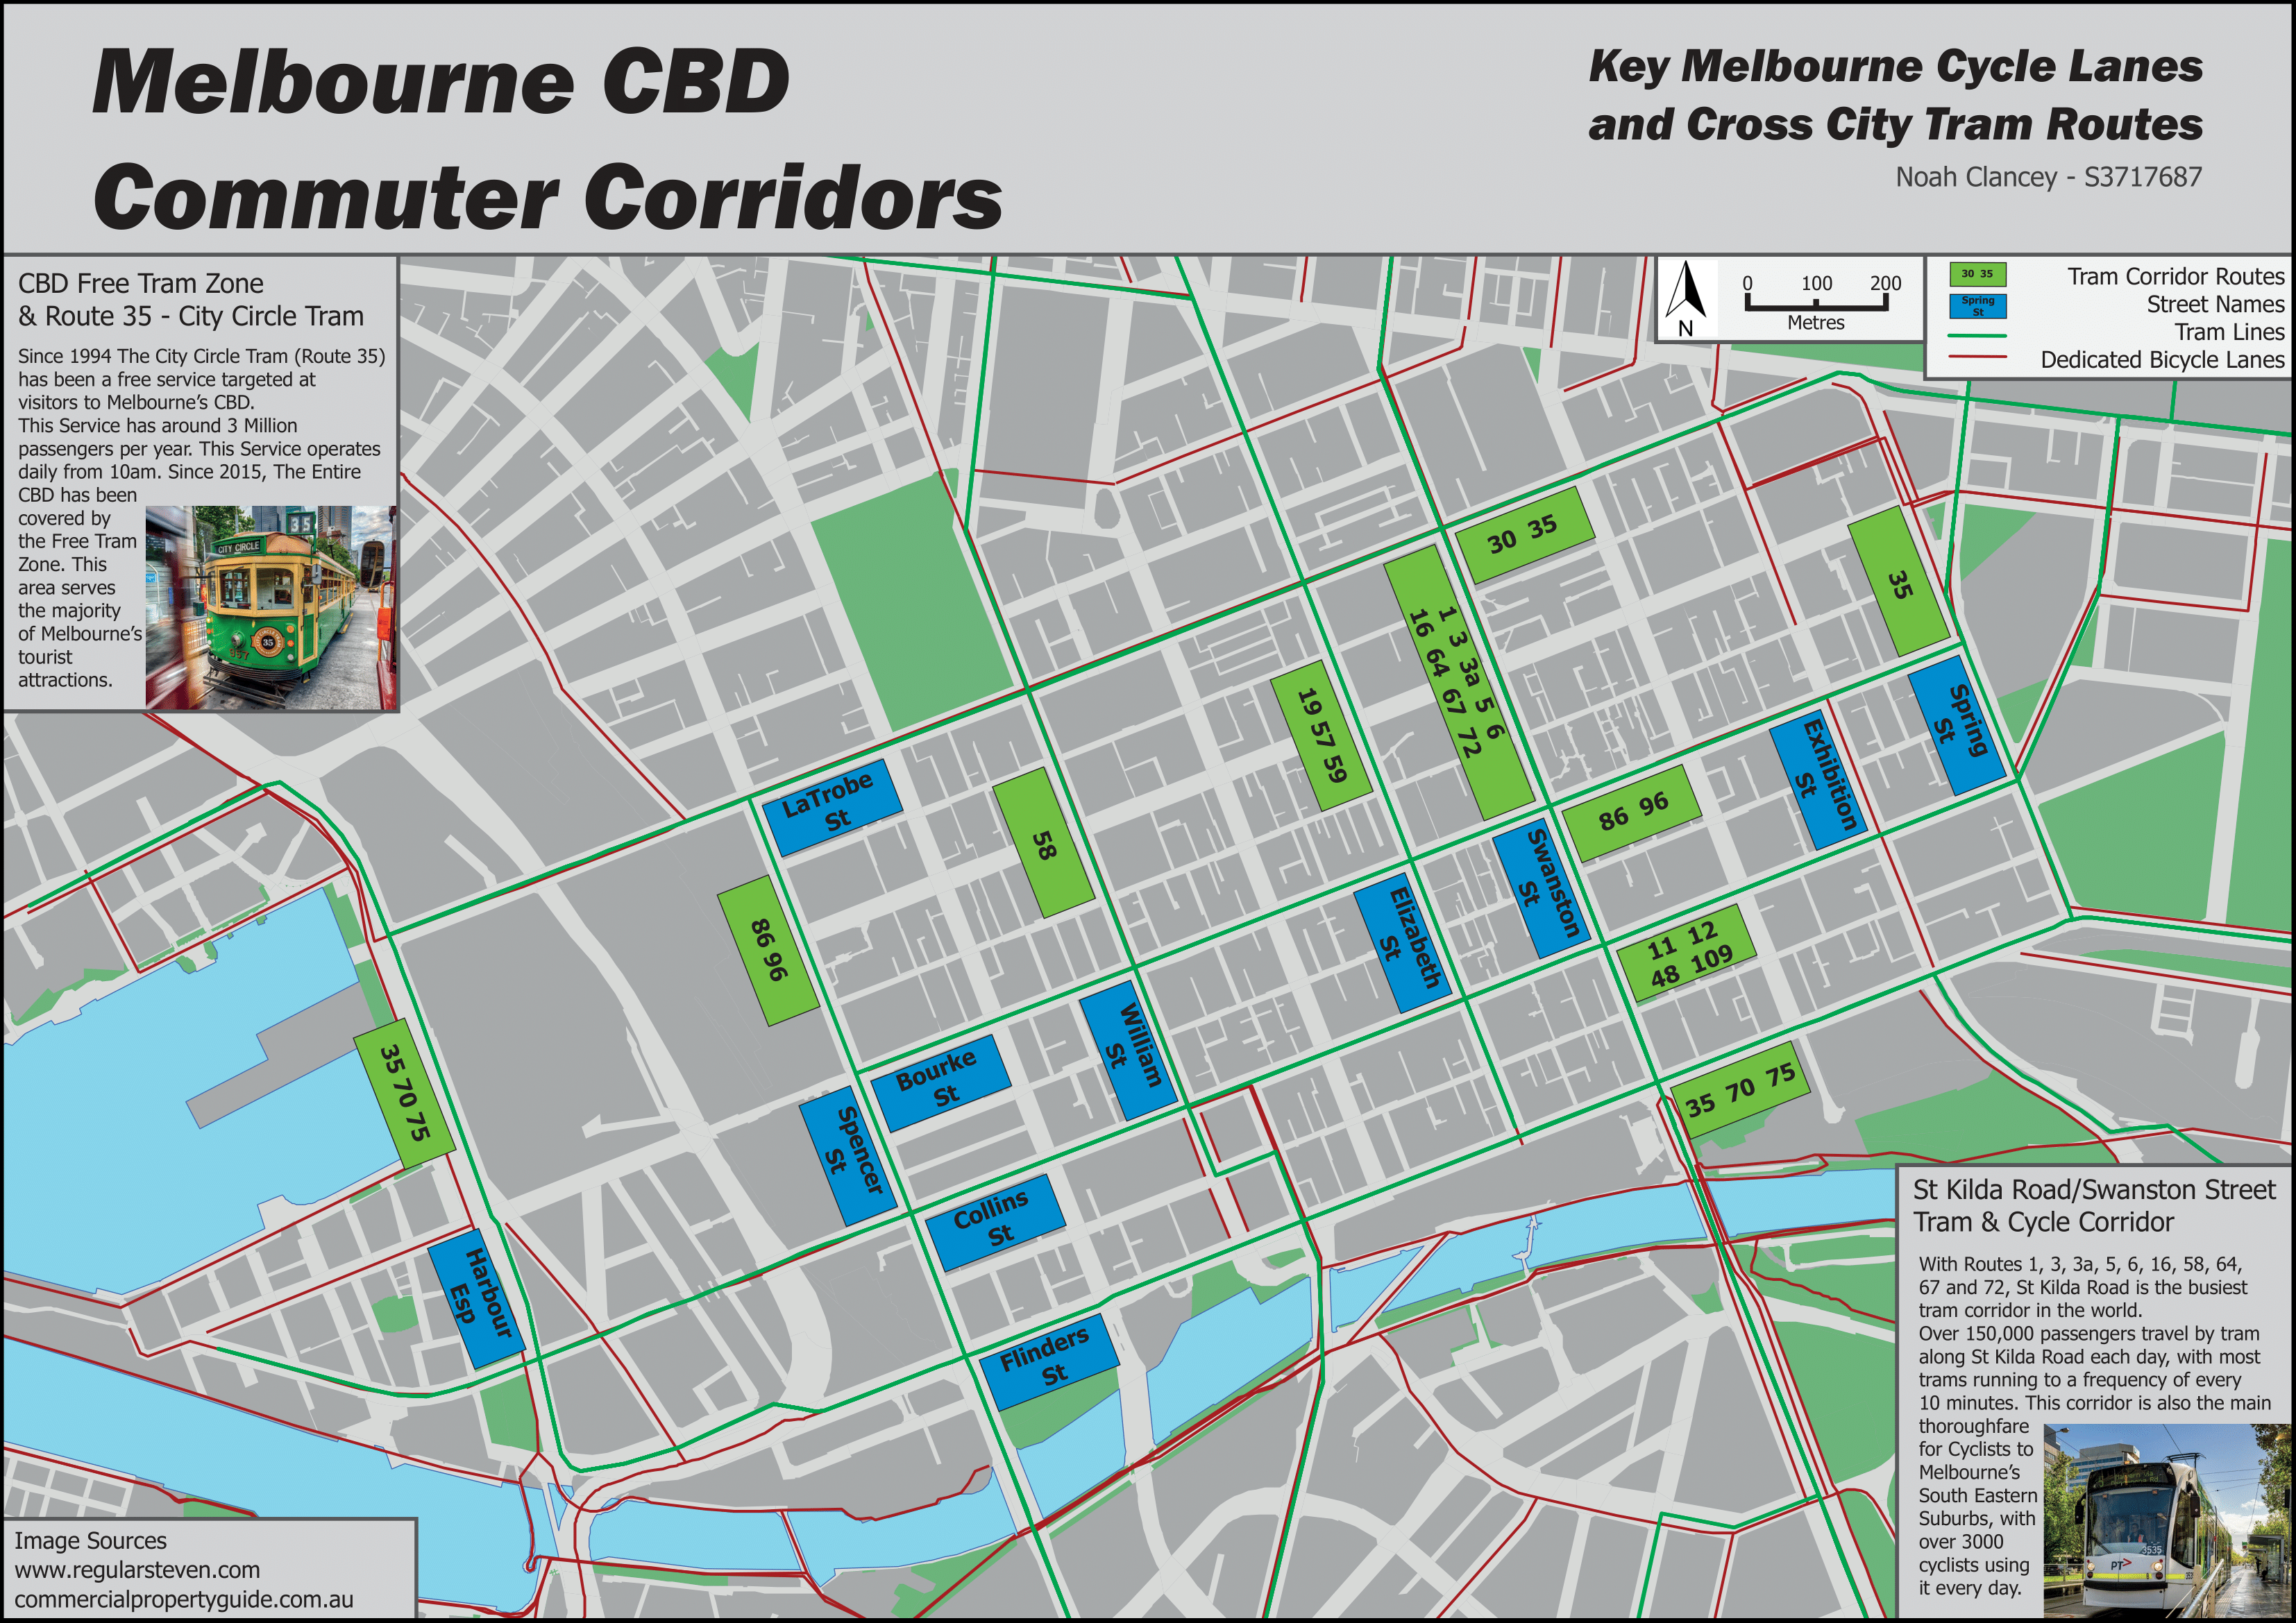 Melbourne CBD
Commuter Corridors
Key Melbourne Cycle Lanes
and Cross City Tram Routes
Noah Clancey - S3717687
CBD Free Tram Zone
& Route 35 - City Circle Tram
Since 1994 The City Circle Tram (Route 35)
has been a free service targeted at
visitors to Melbourne's CBD.
This Service has around 3 Million
passengers per year. This Service operates
daily from 10am. Since 2015, The Entire
CBD has been
covered by
the Free Tram
Zone. This
area serves
the majority
of Melbourne's
tourist
attractions.
35
CITY CIRCLE
35
N
0 100 200
Metres
30 35
Tram Corridor Routes
Spring
St
Street Names
Tram Lines
Dedicated Bicycle Lanes
30 35
35
1 3 3a 5 6
16 64 67 72
19 57 59
Spring
St
Exhibition
St
LaTrobe
St
58
86 96
Swanston
St
Elizabeth
St
86 96
11 12
48 109
William
St
Bourke
St
35 70 75
35 70 75
Spencer
St
Collins
St
Harbour
Esp
Flinders
St
St Kilda Road/Swanston Street
Tram & Cycle Corridor
With Routes 1, 3, 3a, 5, 6, 16, 58, 64,
67 and 72, St Kilda Road is the busiest
tram corridor in the world.
Over 150,000 passengers travel by tram
along St Kilda Road each day, with most
trams running to a frequency of every
10 minutes. This corridor is also the main
thoroughfare
for Cyclists to
Melbourne's
South Eastern
Suburbs, with
over 3000
cyclists using
it every day.
3535
PT>
Image Sources
www.regularsteven.com
commercialpropertyguide.com.au